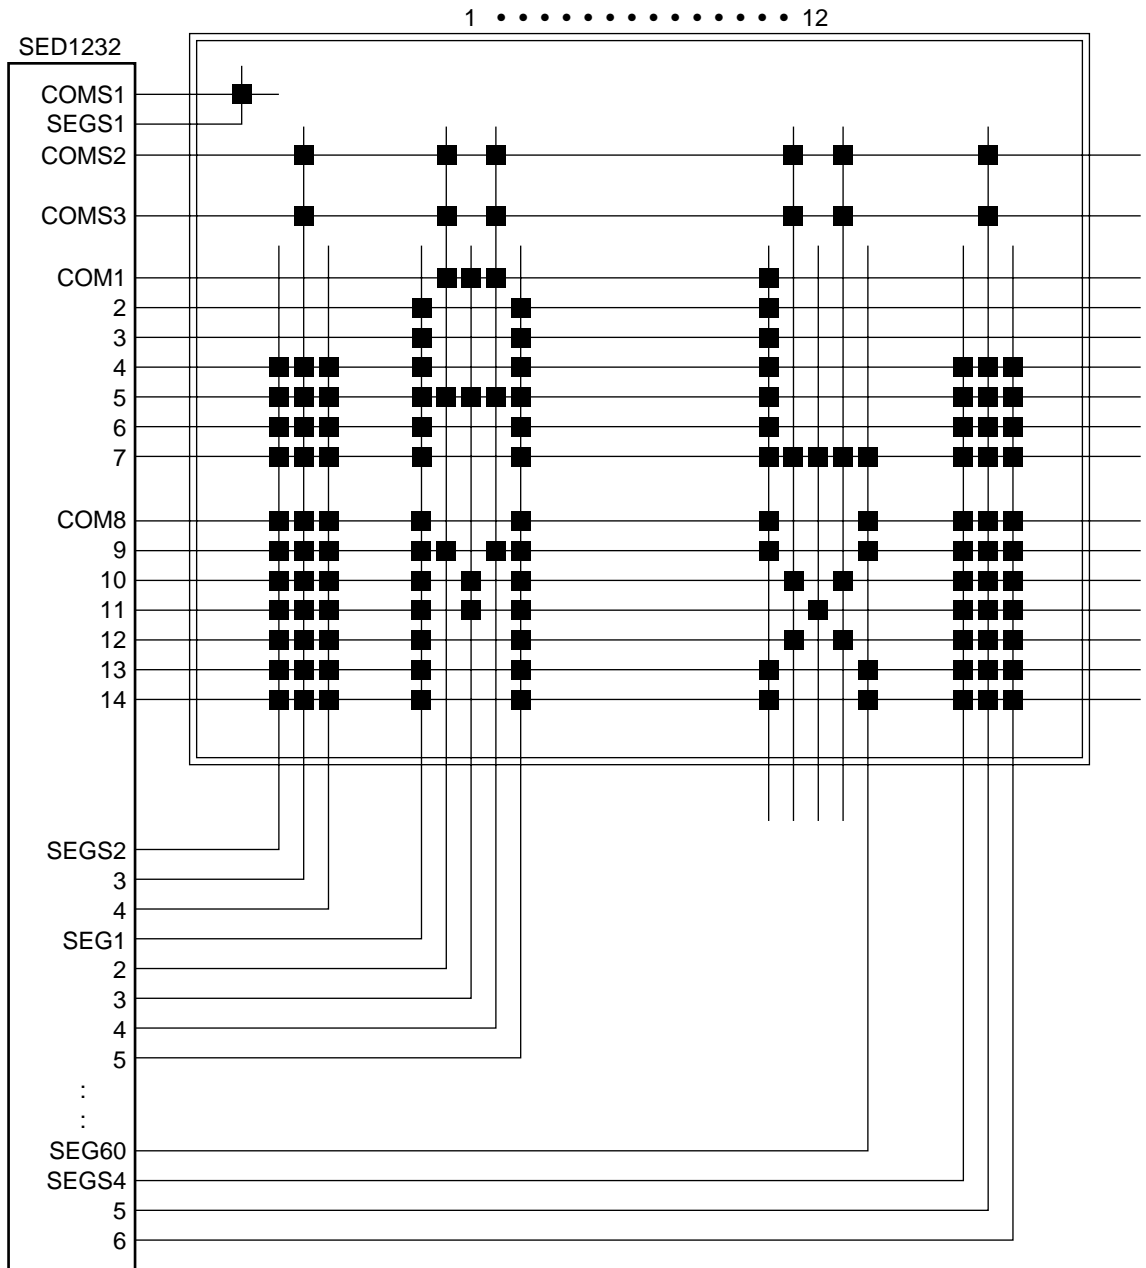 1 • • • • • • • • • • • • • • 12
SED1232
COMS1
SEGS1
COMS2
COMS3
COM1
2
3
4
5
6
7
COM8
9
10
11
12
13
14
SEGS2
3
4
SEG1
2
3
4
5
:
:
SEG60
SEGS4
5
6